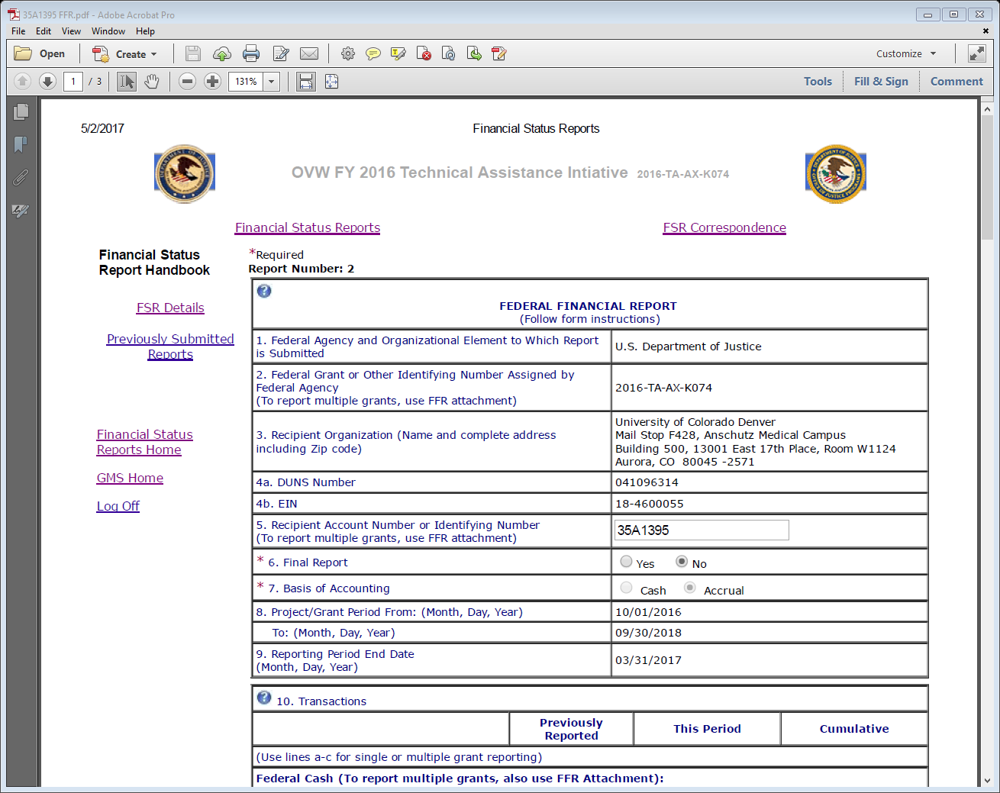 35A1395 FFR.pdf - Adobe Acrobat Pro
File Edit View Window Help
Open Create Customize
1 / 3 131% Tools Fill & Sign Comment
5/2/2017 Financial Status Reports
OVW FY 2016 Technical Assistance Intiative 2016-TA-AX-K074
Financial Status Reports FSR Correspondence
Financial Status
Report Handbook
FSR Details
Previously Submitted
Reports
Financial Status
Reports Home
GMS Home
Log Off
*Required
Report Number: 2
FEDERAL FINANCIAL REPORT
(Follow form instructions)
1. Federal Agency and Organizational Element to Which Report
is Submitted
U.S. Department of Justice
2. Federal Grant or Other Identifying Number Assigned by
Federal Agency
(To report multiple grants, use FFR attachment)
2016-TA-AX-K074
3. Recipient Organization (Name and complete address
including Zip code)
University of Colorado Denver
Mail Stop F428, Anschutz Medical Campus
Building 500, 13001 East 17th Place, Room W1124
Aurora, CO 80045 -2571
4a. DUNS Number
041096314
4b. EIN
18-4600055
5. Recipient Account Number or Identifying Number
(To report multiple grants, use FFR attachment)
35A1395
* 6. Final Report
Yes No
* 7. Basis of Accounting
Cash Accrual
8. Project/Grant Period From: (Month, Day, Year)
10/01/2016
To: (Month, Day, Year)
09/30/2018
9. Reporting Period End Date
(Month, Day, Year)
03/31/2017
10. Transactions
Previously
Reported
This Period
Cumulative
(Use lines a-c for single or multiple grant reporting)
Federal Cash (To report multiple grants, also use FFR Attachment):